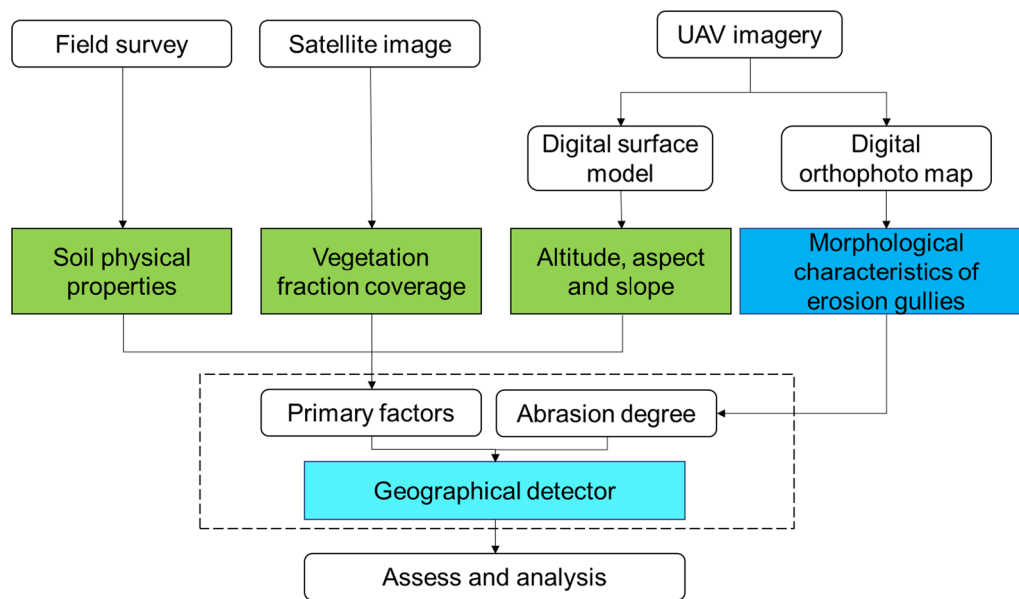 Field survey
Satellite image
UAV imagery
Digital surface
model
Digital
orthophoto map
Soil physical
properties
Vegetation
fraction coverage
Altitude, aspect
and slope
Morphological
characteristics of
erosion gullies
Primary factors
Abrasion degree
Geographical detector
Assess and analysis